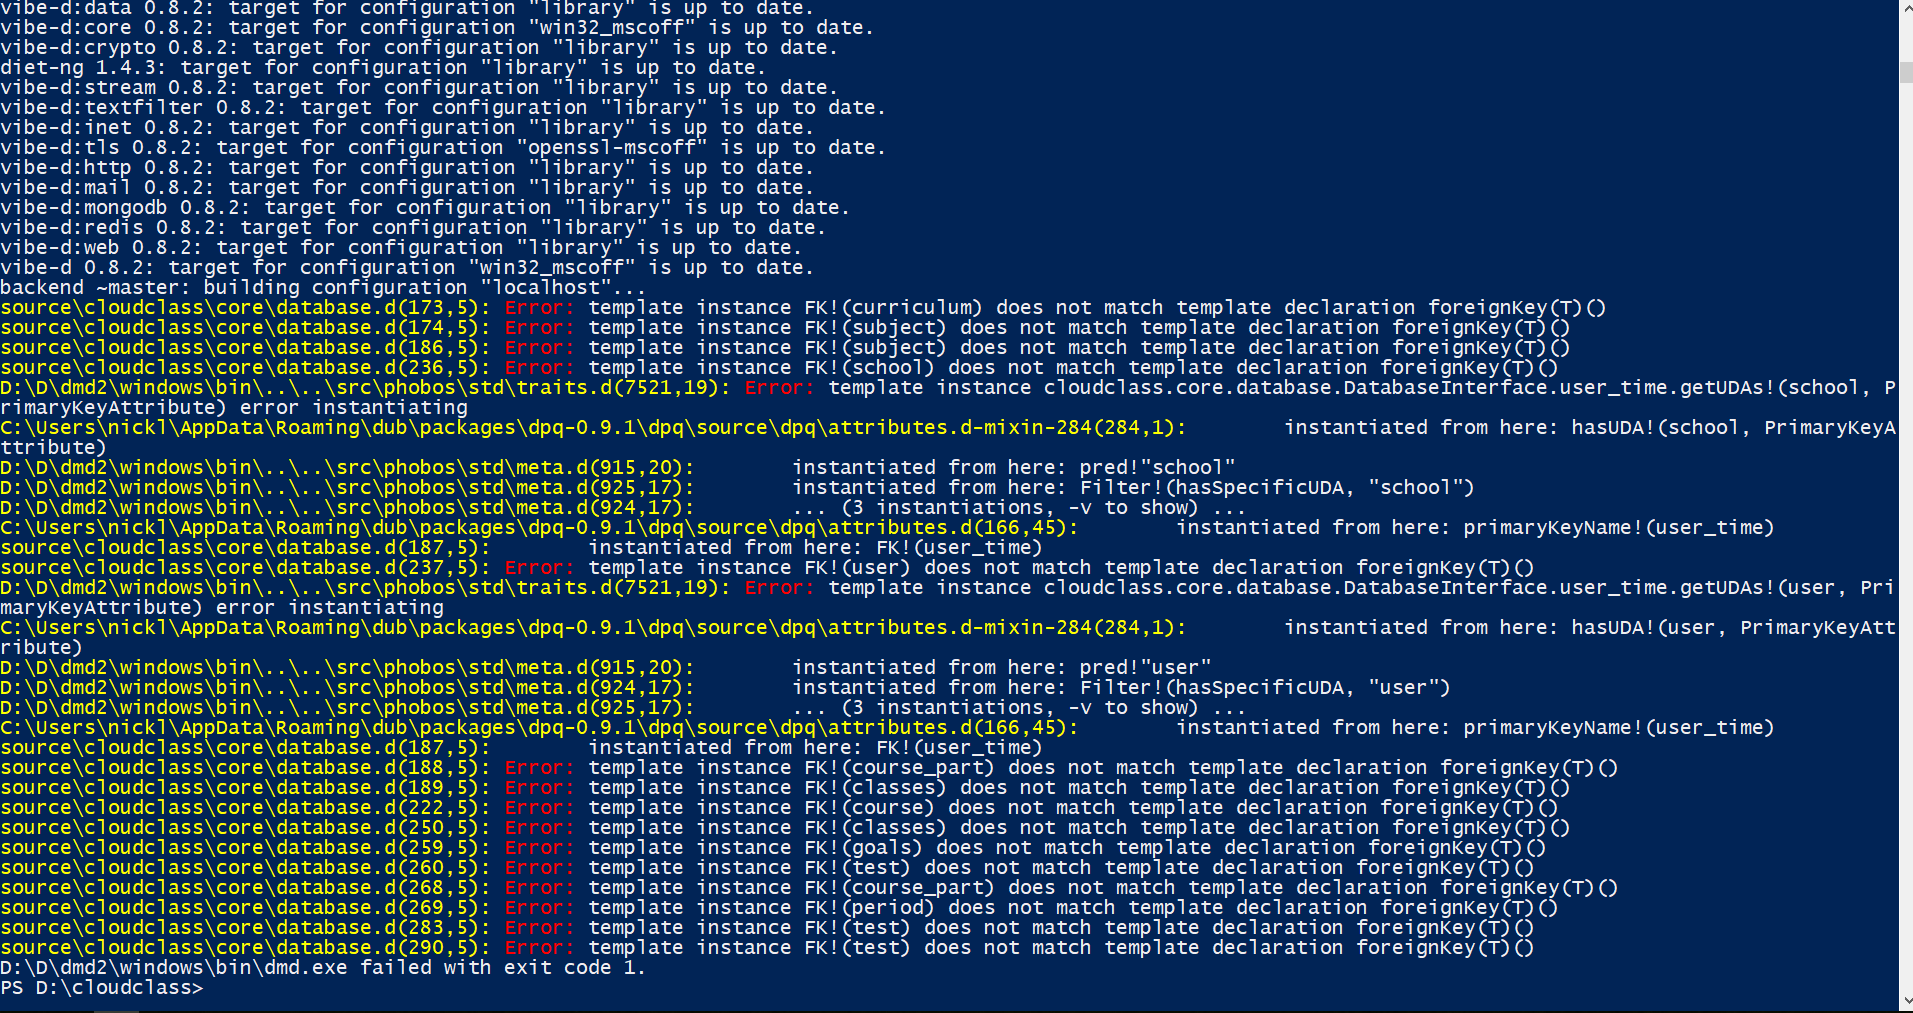 vibe-d:data 0.8.2: target for configuration "library" is up to date.
vibe-d:core 0.8.2: target for configuration "win32_mscoff" is up to date.
vibe-d:crypto 0.8.2: target for configuration "library" is up to date.
diet-ng 1.4.3: target for configuration "library" is up to date.
vibe-d:stream 0.8.2: target for configuration "library" is up to date.
vibe-d:textfilter 0.8.2: target for configuration "library" is up to date.
vibe-d:inet 0.8.2: target for configuration "library" is up to date.
vibe-d:tls 0.8.2: target for configuration "openssl-mscoff" is up to date.
vibe-d:http 0.8.2: target for configuration "library" is up to date.
vibe-d:mail 0.8.2: target for configuration "library" is up to date.
vibe-d:mongodb 0.8.2: target for configuration "library" is up to date.
vibe-d:redis 0.8.2: target for configuration "library" is up to date.
vibe-d:web 0.8.2: target for configuration "library" is up to date.
vibe-d 0.8.2: target for configuration "win32_mscoff" is up to date.
backend ~master: building configuration "localhost"...
source\cloudclass\core\database.d(173,5): Error: template instance FK!(curriculum) does not match template declaration foreignKey(T)()
source\cloudclass\core\database.d(174,5): Error: template instance FK!(subject) does not match template declaration foreignKey(T)()
source\cloudclass\core\database.d(186,5): Error: template instance FK!(subject) does not match template declaration foreignKey(T)()
source\cloudclass\core\database.d(236,5): Error: template instance FK!(school) does not match template declaration foreignKey(T)()
D:\D\dmd2\windows\bin\..\..\src\phobos\std\traits.d(7521,19): Error: template instance cloudclass.core.database.DatabaseInterface.user_time.getUDAs!(school, P
rimaryKeyAttribute) error instantiating
C:\Users\nickl\AppData\Roaming\dub\packages\dpq-0.9.1\dpq\source\dpq\attributes.d-mixin-284(284,1):        instantiated from here: hasUDA!(school, PrimaryKeyA
ttribute)
D:\D\dmd2\windows\bin\..\..\src\phobos\std\meta.d(915,20):        instantiated from here: pred!"school"
D:\D\dmd2\windows\bin\..\..\src\phobos\std\meta.d(925,17):        instantiated from here: Filter!(hasSpecificUDA, "school")
D:\D\dmd2\windows\bin\..\..\src\phobos\std\meta.d(924,17):        ... (3 instantiations, -v to show) ...
C:\Users\nickl\AppData\Roaming\dub\packages\dpq-0.9.1\dpq\source\dpq\attributes.d(166,45):        instantiated from here: primaryKeyName!(user_time)
source\cloudclass\core\database.d(187,5):        instantiated from here: FK!(user_time)
source\cloudclass\core\database.d(237,5): Error: template instance FK!(user) does not match template declaration foreignKey(T)()
D:\D\dmd2\windows\bin\..\..\src\phobos\std\traits.d(7521,19): Error: template instance cloudclass.core.database.DatabaseInterface.user_time.getUDAs!(user, Pri
maryKeyAttribute) error instantiating
C:\Users\nickl\AppData\Roaming\dub\packages\dpq-0.9.1\dpq\source\dpq\attributes.d-mixin-284(284,1):        instantiated from here: hasUDA!(user, PrimaryKeyAtt
ribute)
D:\D\dmd2\windows\bin\..\..\src\phobos\std\meta.d(915,20):        instantiated from here: pred!"user"
D:\D\dmd2\windows\bin\..\..\src\phobos\std\meta.d(924,17):        instantiated from here: Filter!(hasSpecificUDA, "user")
D:\D\dmd2\windows\bin\..\..\src\phobos\std\meta.d(925,17):        ... (3 instantiations, -v to show) ...
C:\Users\nickl\AppData\Roaming\dub\packages\dpq-0.9.1\dpq\source\dpq\attributes.d(166,45):        instantiated from here: primaryKeyName!(user_time)
source\cloudclass\core\database.d(187,5):        instantiated from here: FK!(user_time)
source\cloudclass\core\database.d(188,5): Error: template instance FK!(course_part) does not match template declaration foreignKey(T)()
source\cloudclass\core\database.d(189,5): Error: template instance FK!(classes) does not match template declaration foreignKey(T)()
source\cloudclass\core\database.d(222,5): Error: template instance FK!(course) does not match template declaration foreignKey(T)()
source\cloudclass\core\database.d(250,5): Error: template instance FK!(classes) does not match template declaration foreignKey(T)()
source\cloudclass\core\database.d(259,5): Error: template instance FK!(goals) does not match template declaration foreignKey(T)()
source\cloudclass\core\database.d(260,5): Error: template instance FK!(test) does not match template declaration foreignKey(T)()
source\cloudclass\core\database.d(268,5): Error: template instance FK!(course_part) does not match template declaration foreignKey(T)()
source\cloudclass\core\database.d(269,5): Error: template instance FK!(period) does not match template declaration foreignKey(T)()
source\cloudclass\core\database.d(283,5): Error: template instance FK!(test) does not match template declaration foreignKey(T)()
source\cloudclass\core\database.d(290,5): Error: template instance FK!(test) does not match template declaration foreignKey(T)()
D:\D\dmd2\windows\bin\dmd.exe failed with exit code 1.
PS D:\cloudclass>